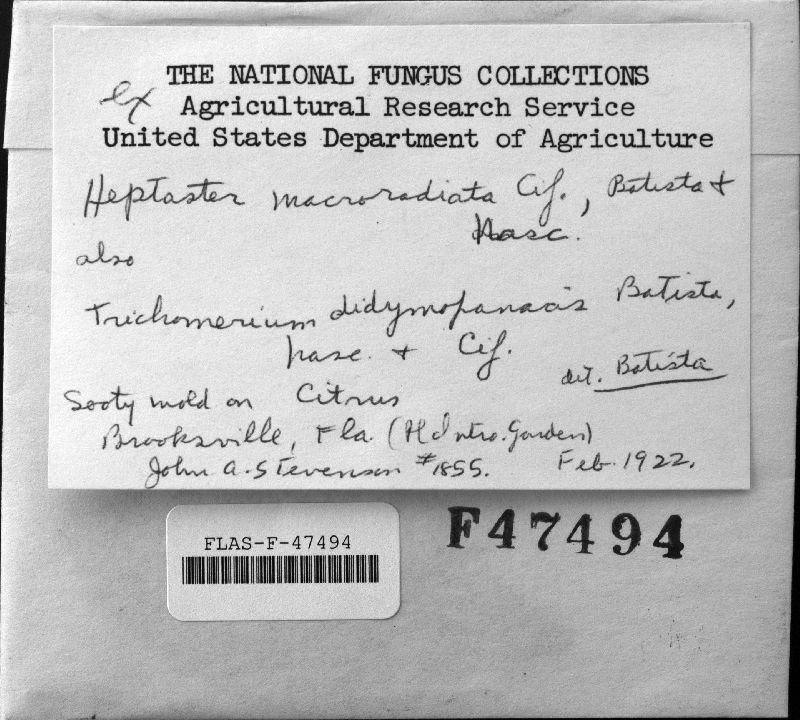 THE NATIONAL FUNGUS COLLECTIONS
ex Agricultural Research Service
United States Department of Agriculture
Heptaster macroradiata Cif., Batista &
Nasc.
also
Trichomerium didymopanacis Batista,
Nasc. & Cif.
det. Batista
Sooty mold on Citrus
Brooksville, Fla. (Pl Intro. Garden)
John A. Stevenson #1855. Feb. 1922.
FLAS-F-47494
F47494